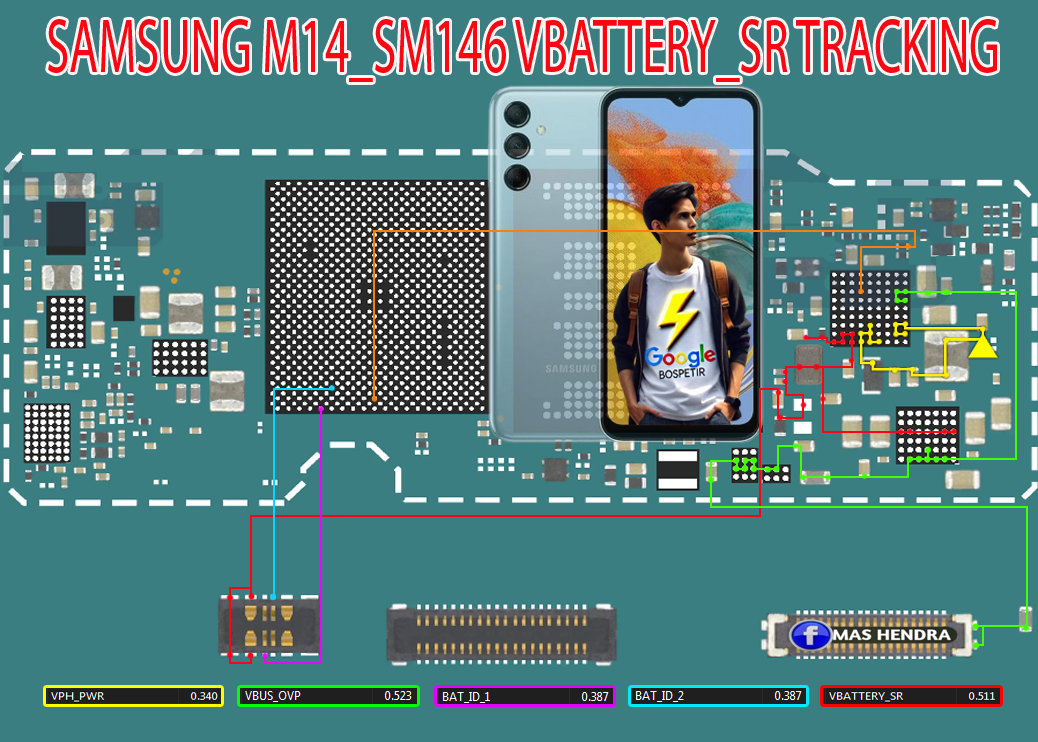 SAMSUNG M14_SM146 VBATTERY_SR TRACKING
SAMSUNG
Google
BOSPETIR
f MAS HENDRA
VPH_PWR 0.340
VBUS_OVP 0.523
BAT_ID_1 0.387
BAT_ID_2 0.387
VBATTERY_SR 0.511